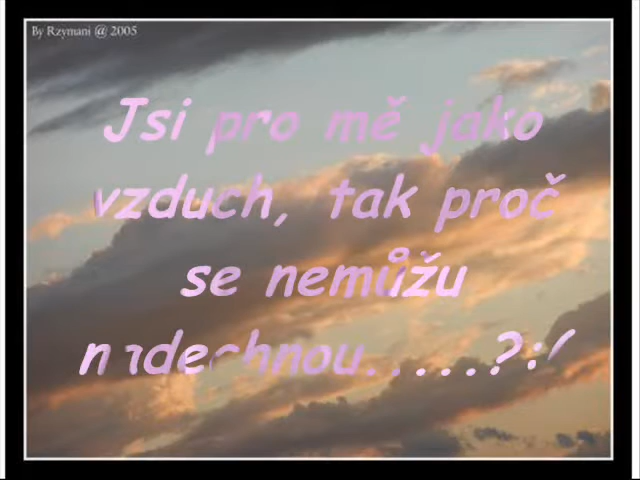 By Rzymani @ 2005
Jsi pro mě jako
vzduch, tak proč
se nemůžu
nadechnou.....?:(